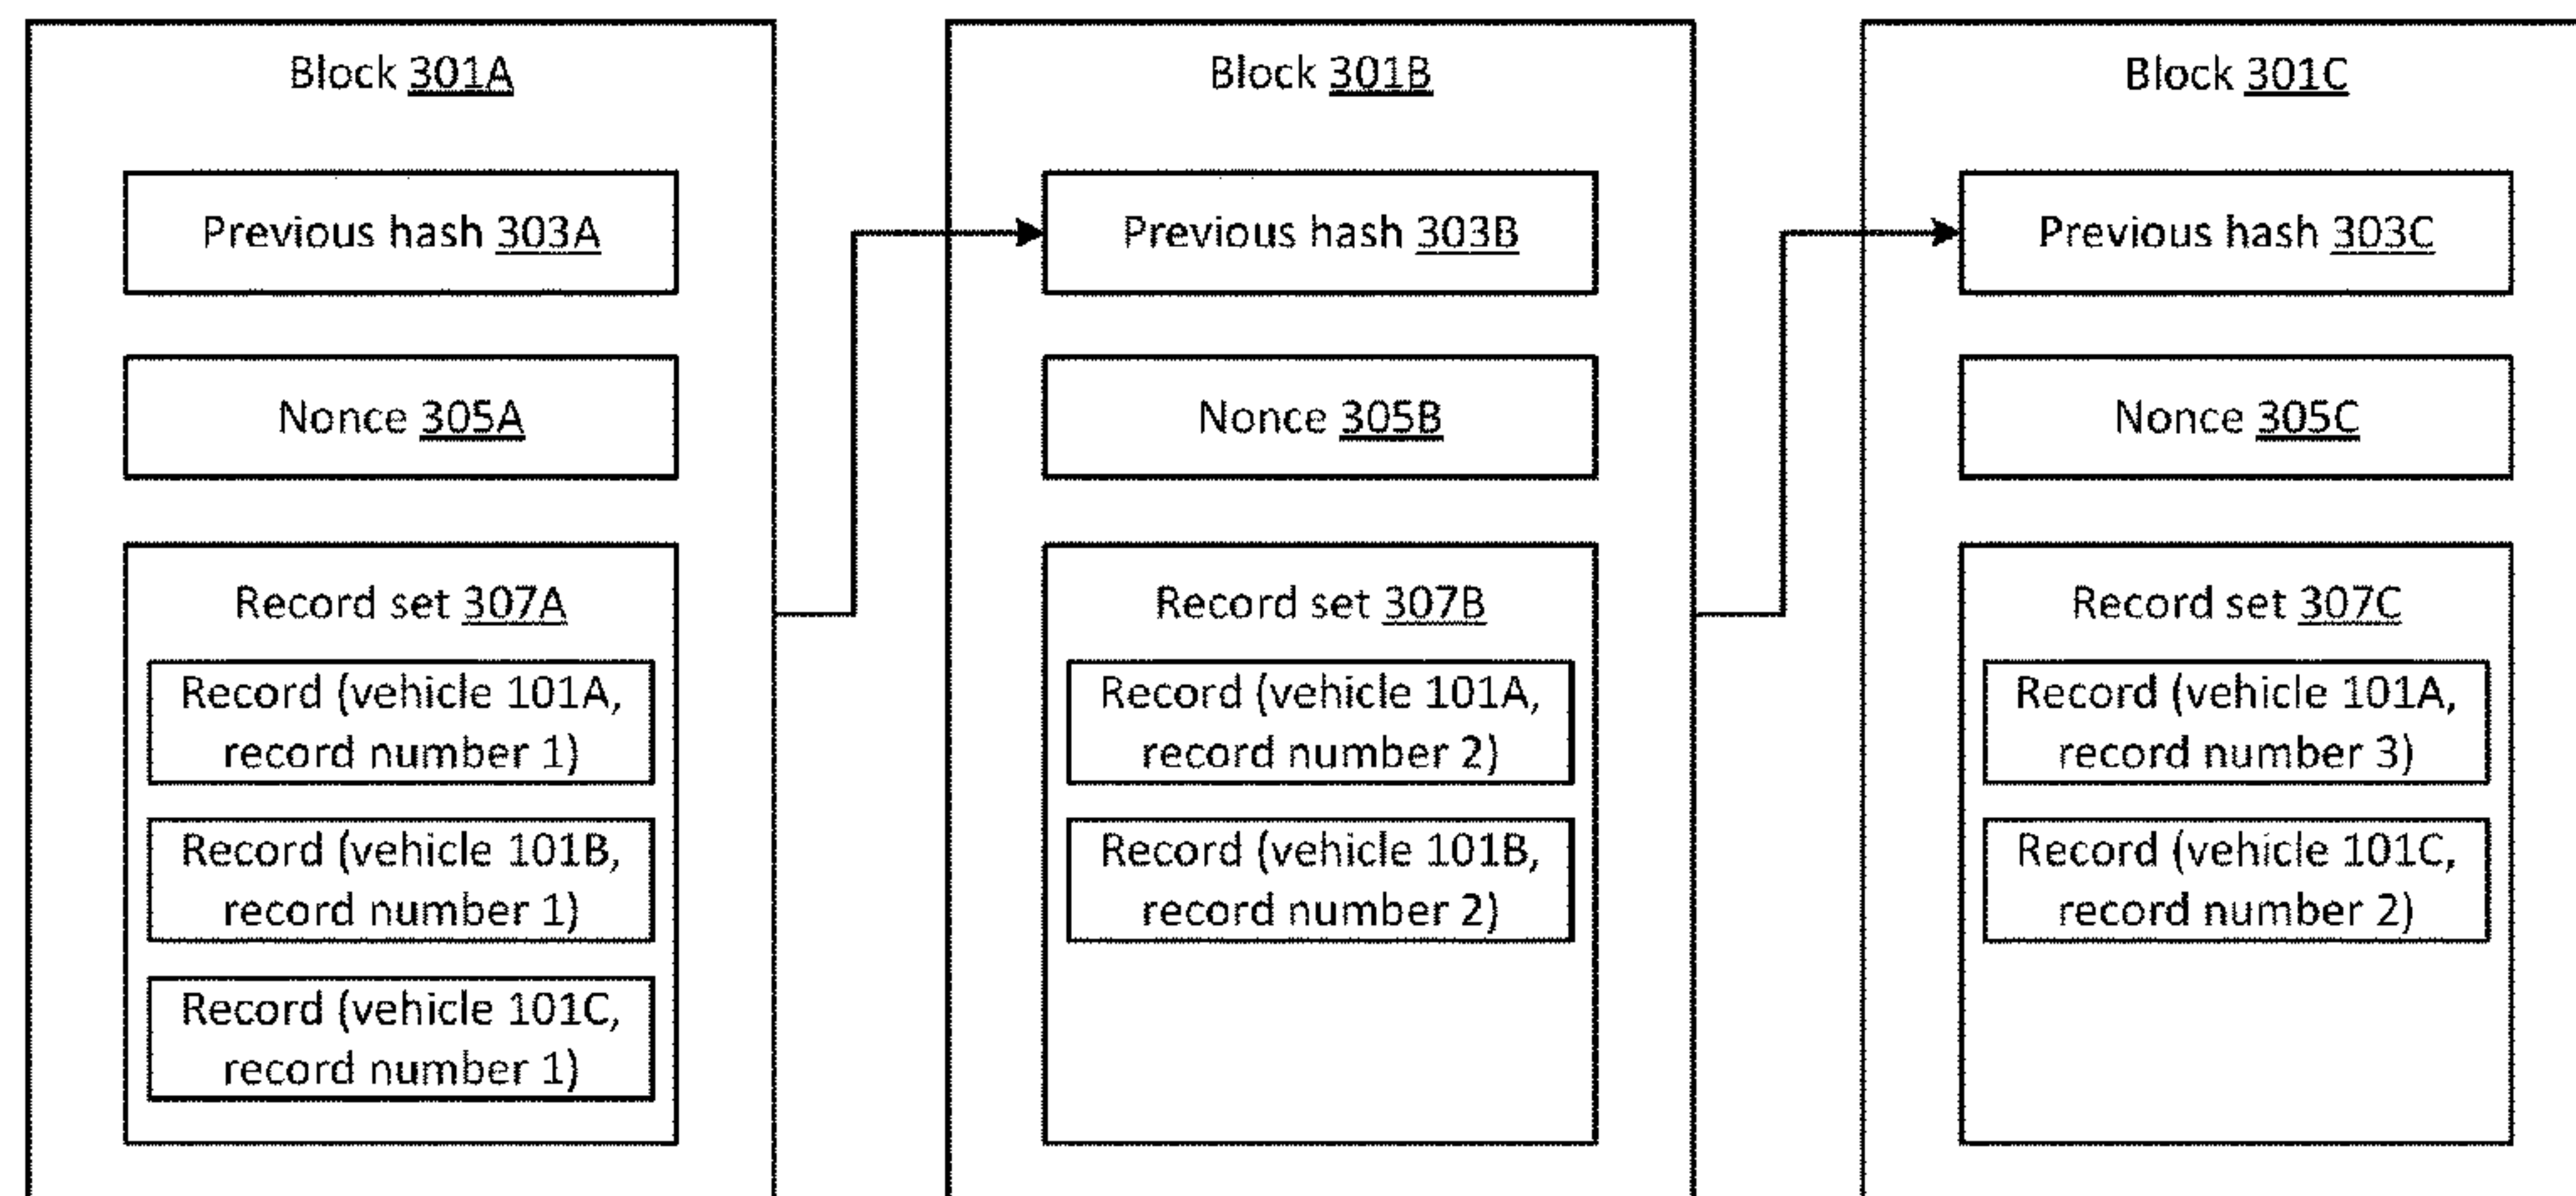 Block 301A
Previous hash 303A
Nonce 305A
Record set 307A
Record (vehicle 101A,
record number 1)
Record (vehicle 101B,
record number 1)
Record (vehicle 101C,
record number 1)
Block 301B
Previous hash 303B
Nonce 305B
Record set 307B
Record (vehicle 101A,
record number 2)
Record (vehicle 101B,
record number 2)
Block 301C
Previous hash 303C
Nonce 305C
Record set 307C
Record (vehicle 101A,
record number 3)
Record (vehicle 101C,
record number 2)